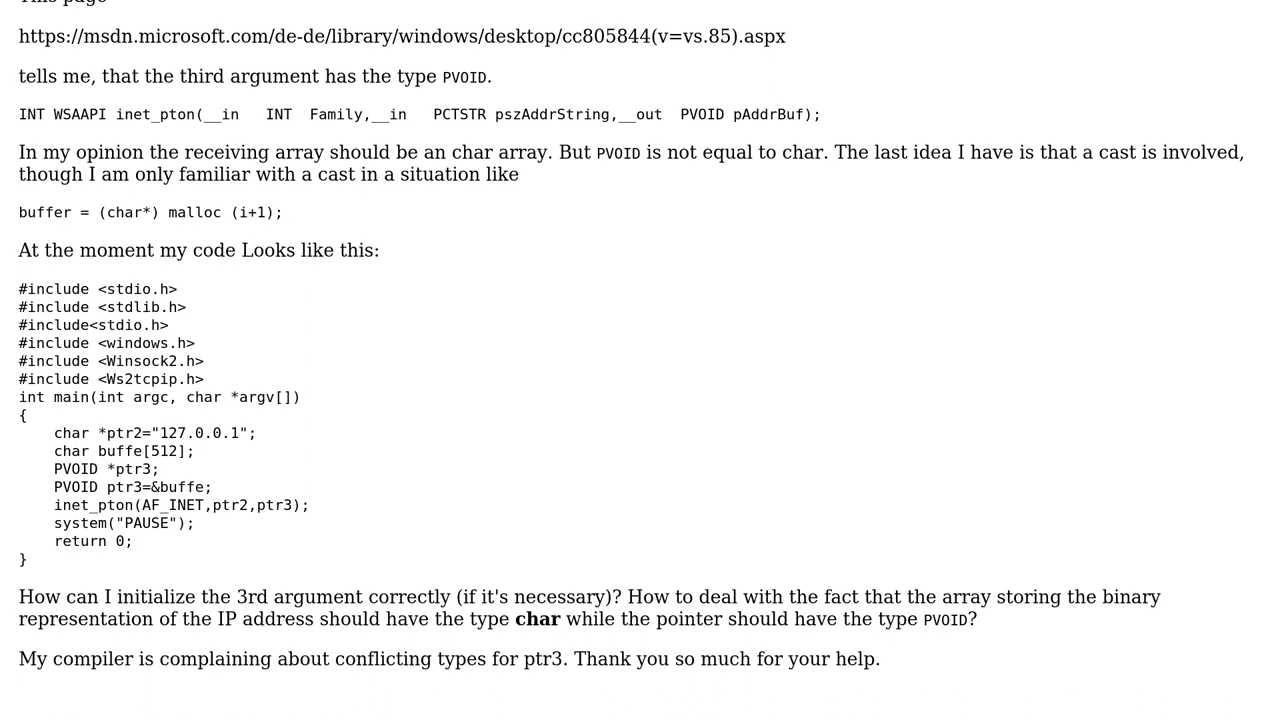 This page
https://msdn.microsoft.com/de-de/library/windows/desktop/cc805844(v=vs.85).aspx
tells me, that the third argument has the type PVOID.
INT WSAAPI inet_pton(__in   INT  Family,__in   PCTSTR pszAddrString,__out  PVOID pAddrBuf);
In my opinion the receiving array should be an char array. But PVOID is not equal to char. The last idea I have is that a cast is involved,
though I am only familiar with a cast in a situation like
buffer = (char*) malloc (i+1);
At the moment my code Looks like this:
#include <stdio.h>
#include <stdlib.h>
#include<stdio.h>
#include <windows.h>
#include <Winsock2.h>
#include <Ws2tcpip.h>
int main(int argc, char *argv[])
{
    char *ptr2="127.0.0.1";
    char buffe[512];
    PVOID *ptr3;
    PVOID ptr3=&buffe;
    inet_pton(AF_INET,ptr2,ptr3);
    system("PAUSE");
    return 0;
}
How can I initialize the 3rd argument correctly (if it's necessary)? How to deal with the fact that the array storing the binary
representation of the IP address should have the type char while the pointer should have the type PVOID?
My compiler is complaining about conflicting types for ptr3. Thank you so much for your help.